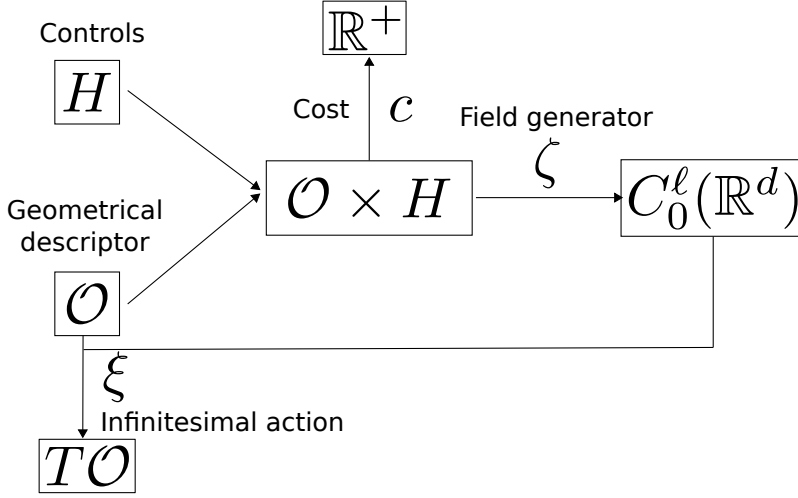 Controls
ℝ⁺
H
Cost
c
Field generator
ζ
Geometrical
descriptor
𝒪 × H
C₀^ℓ(ℝ^d)
𝒪
ξ
Infinitesimal action
T𝒪